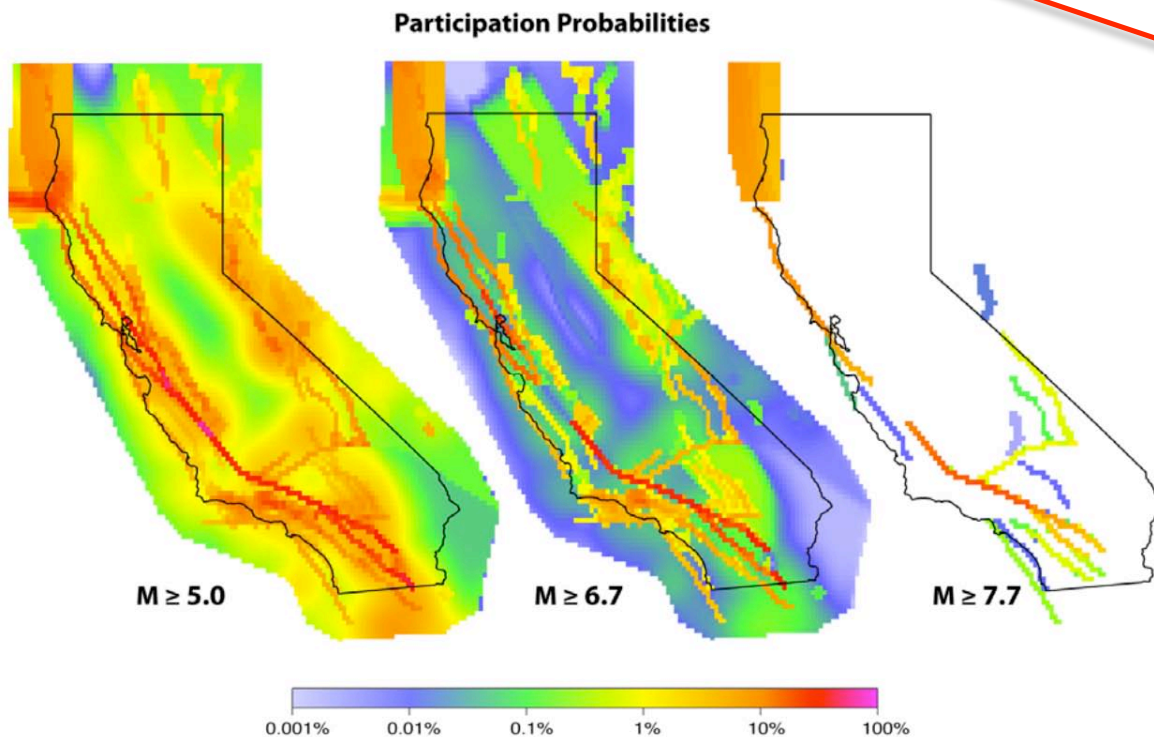 Participation Probabilities
M ≥ 5.0
M ≥ 6.7
M ≥ 7.7
0.001% 0.01% 0.1% 1% 10% 100%